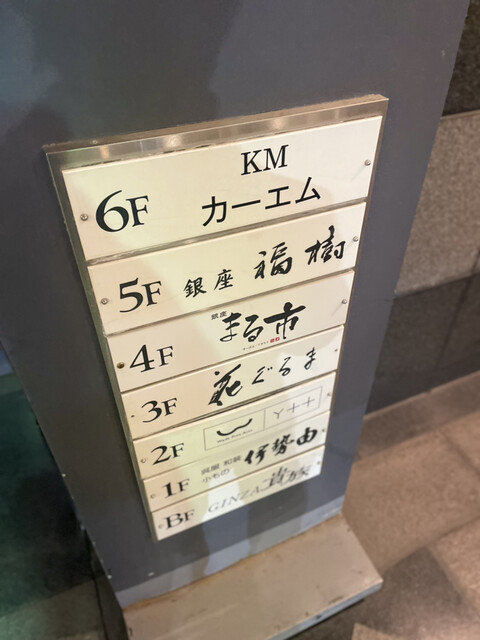 KM
6F カーエム
5F 銀座 福樹
銀座
4F まる市
3F 花ぐるま
2F
呉服 和装
1F 小もの 伊勢由
BF GINZA 貴族